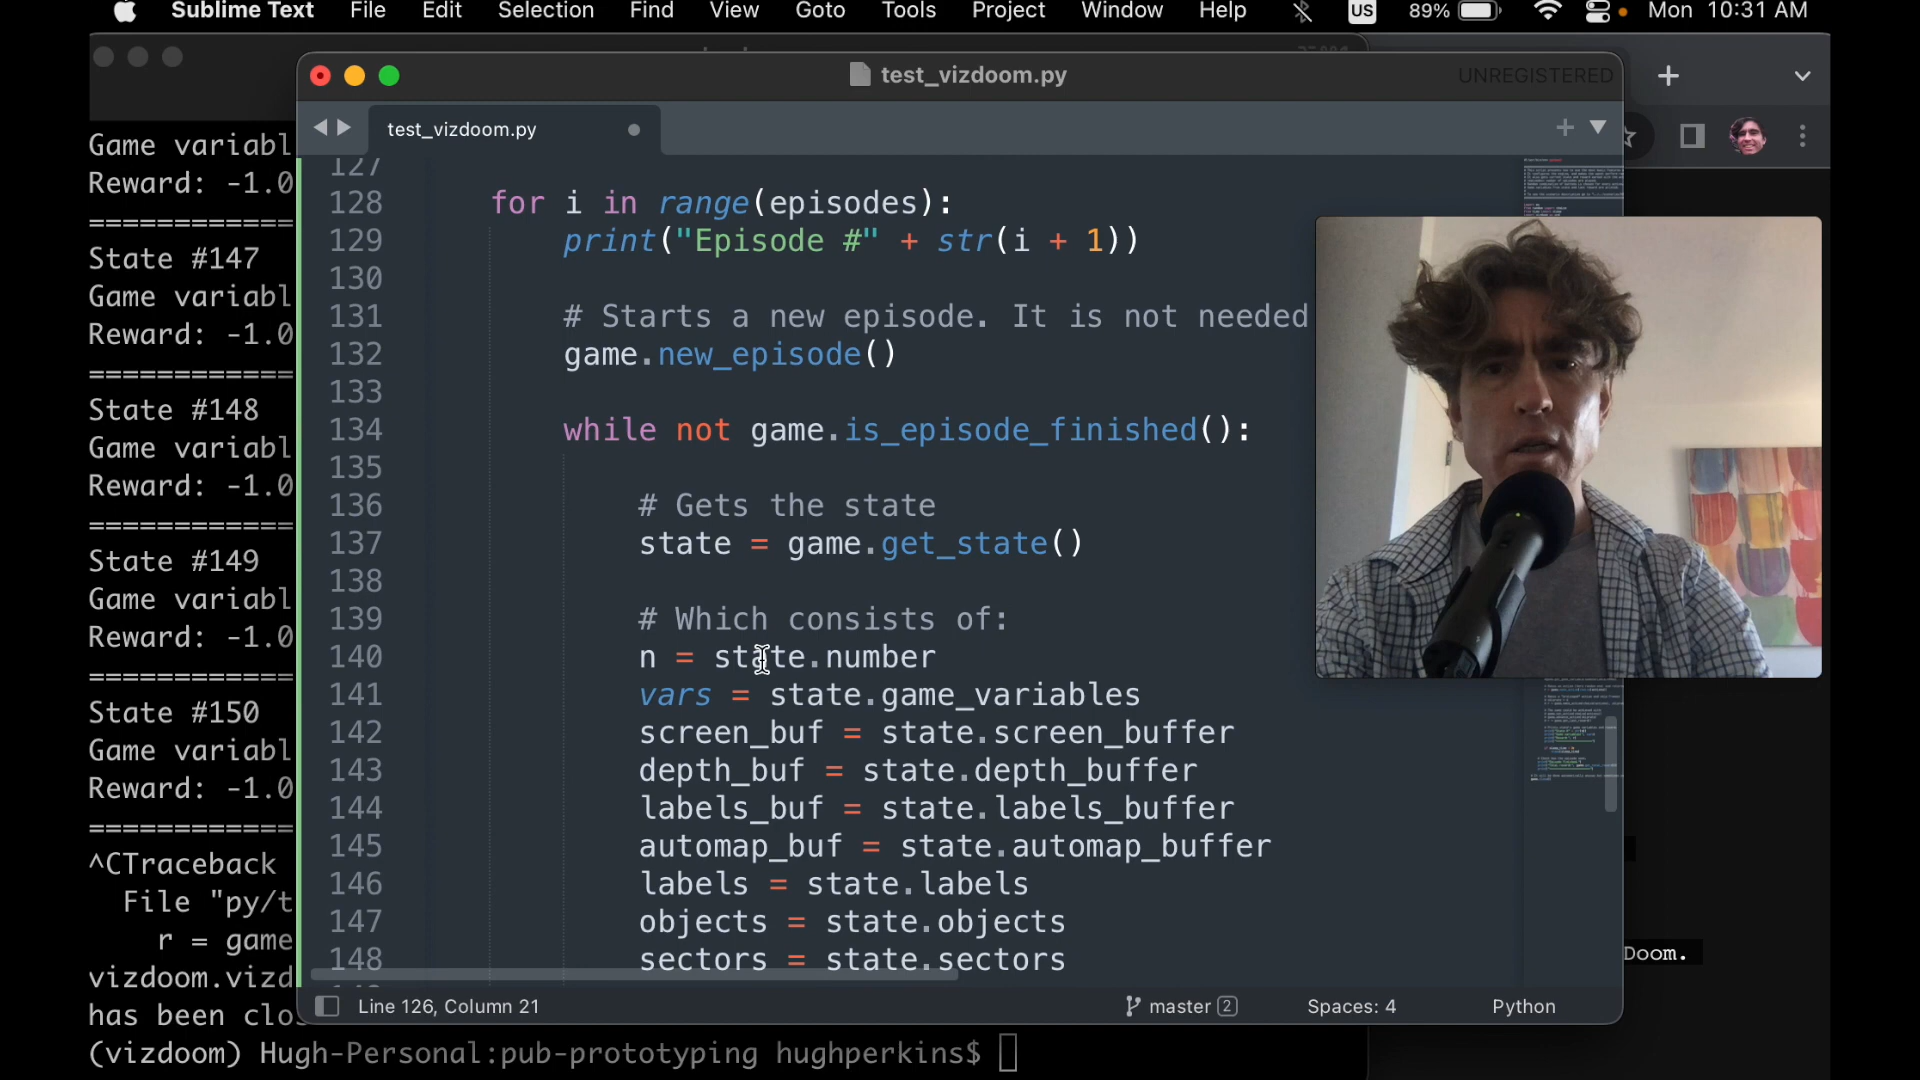 Sublime Text File Edit Selection Find View Goto Tools Project Window Help US 89% Mon 10:31 AM
test_vizdoom.py UNREGISTERED
test_vizdoom.py
Game variabl
Reward: -1.0
====================
State #147
Game variabl
Reward: -1.0
====================
State #148
Game variabl
Reward: -1.0
====================
State #149
Game variabl
Reward: -1.0
====================
State #150
Game variabl
Reward: -1.0
====================
^CTraceback
File "py/t
r = game
vizdoom.vizd
has been clos
(vizdoom) Hugh-Personal:pub-prototyping hughperkins$
127
128 for i in range(episodes):
129 print("Episode #" + str(i + 1))
130
131 # Starts a new episode. It is not needed
132 game.new_episode()
133
134 while not game.is_episode_finished():
135
136 # Gets the state
137 state = game.get_state()
138
139 # Which consists of:
140 n = state.number
141 vars = state.game_variables
142 screen_buf = state.screen_buffer
143 depth_buf = state.depth_buffer
144 labels_buf = state.labels_buffer
145 automap_buf = state.automap_buffer
146 labels = state.labels
147 objects = state.objects
148 sectors = state.sectors
Doom.
Line 126, Column 21 master 2 Spaces: 4 Python